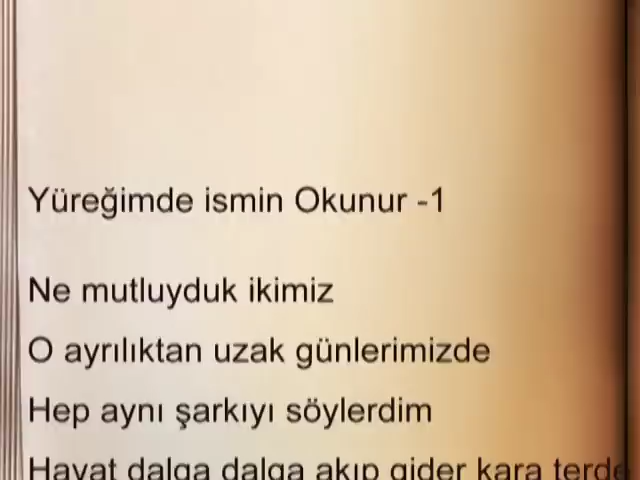 Yüreğimde ismin Okunur -1
Ne mutluyduk ikimiz
O ayrılıktan uzak günlerimizde
Hep aynı şarkıyı söylerdim
Hayat dalga dalga akıp gider kara